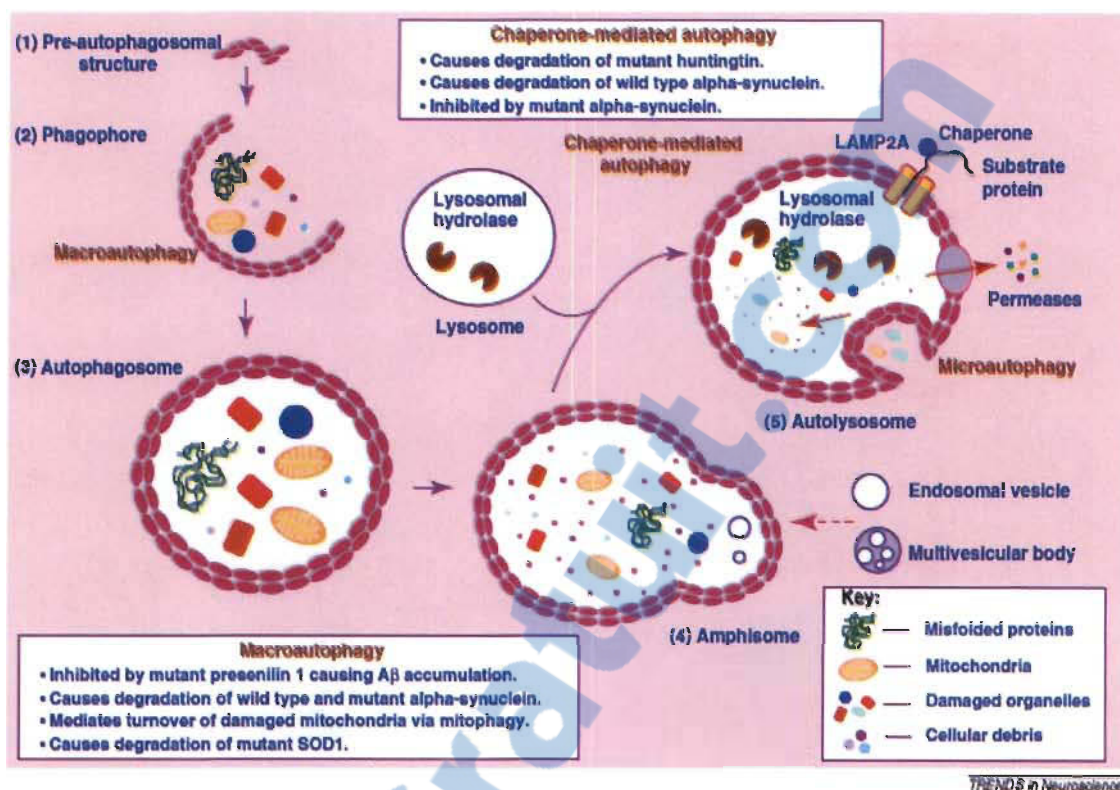 (1) Pre-autophagosomal
structure
Chaperone-mediated autophagy
• Causes degradation of mutant huntingtin.
• Causes degradation of wild type alpha-synuclein.
• Inhibited by mutant alpha-synuclein.
(2) Phagophore
Macroautophagy
Chaperone-mediated
autophagy
Lysosomal
hydrolase
Lysosome
LAMP2A
Chaperone
Substrate
protein
Lysosomal
hydrolase
Permeases
Microautophagy
(5) Autolysosome
(3) Autophagosome
(4) Amphisome
Endosomal vesicle
Multivesicular body
Macroautophagy
• Inhibited by mutant presenilin 1 causing Aβ accumulation.
• Causes degradation of wild type and mutant alpha-synuclein.
• Mediates turnover of damaged mitochondria via mitophagy.
• Causes degradation of mutant SOD1.
Key:
Misfolded proteins
Mitochondria
Damaged organelles
Cellular debris
TRENDS in Neuroscience